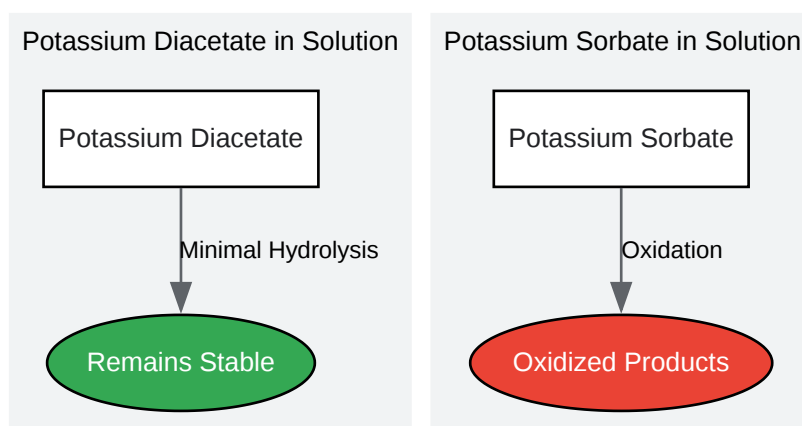 Potassium Diacetate in Solution
Potassium Diacetate
Minimal Hydrolysis
Remains Stable
Potassium Sorbate in Solution
Potassium Sorbate
Oxidation
Oxidized Products